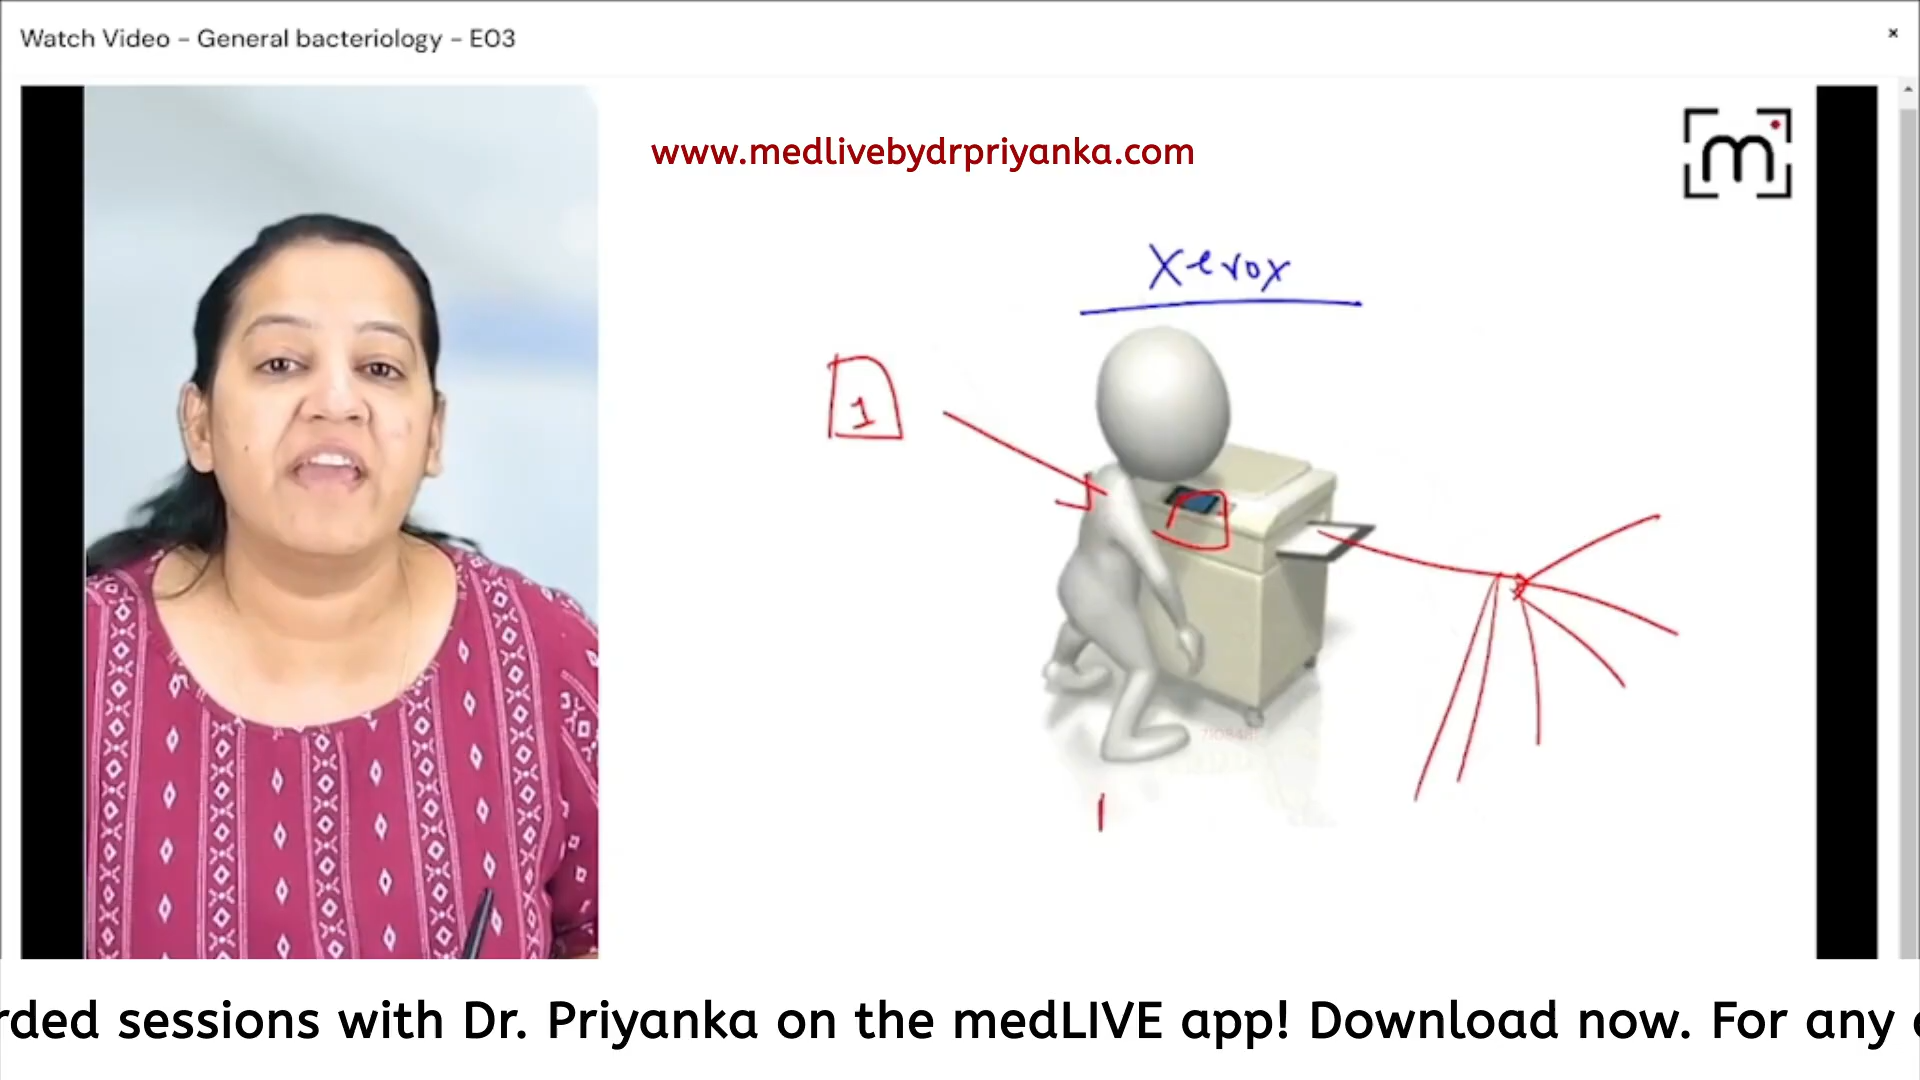 Watch Video - General bacteriology - E03
×
www.medlivebydrpriyanka.com
m
Xerox
1
rded sessions with Dr. Priyanka on the medLIVE app! Download now. For any